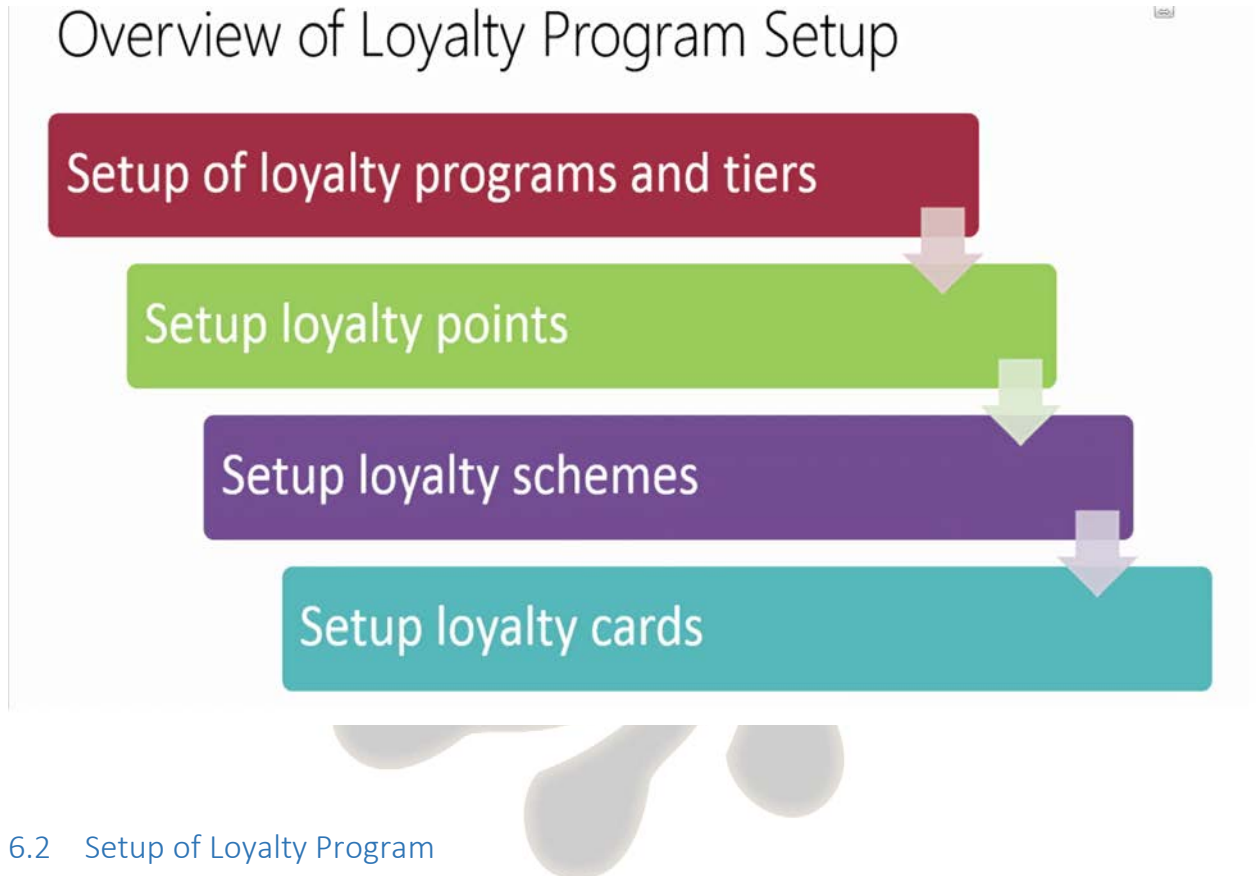 Overview of Loyalty Program Setup
Setup of loyalty programs and tiers
Setup loyalty points
Setup loyalty schemes
Setup loyalty cards
6.2 Setup of Loyalty Program